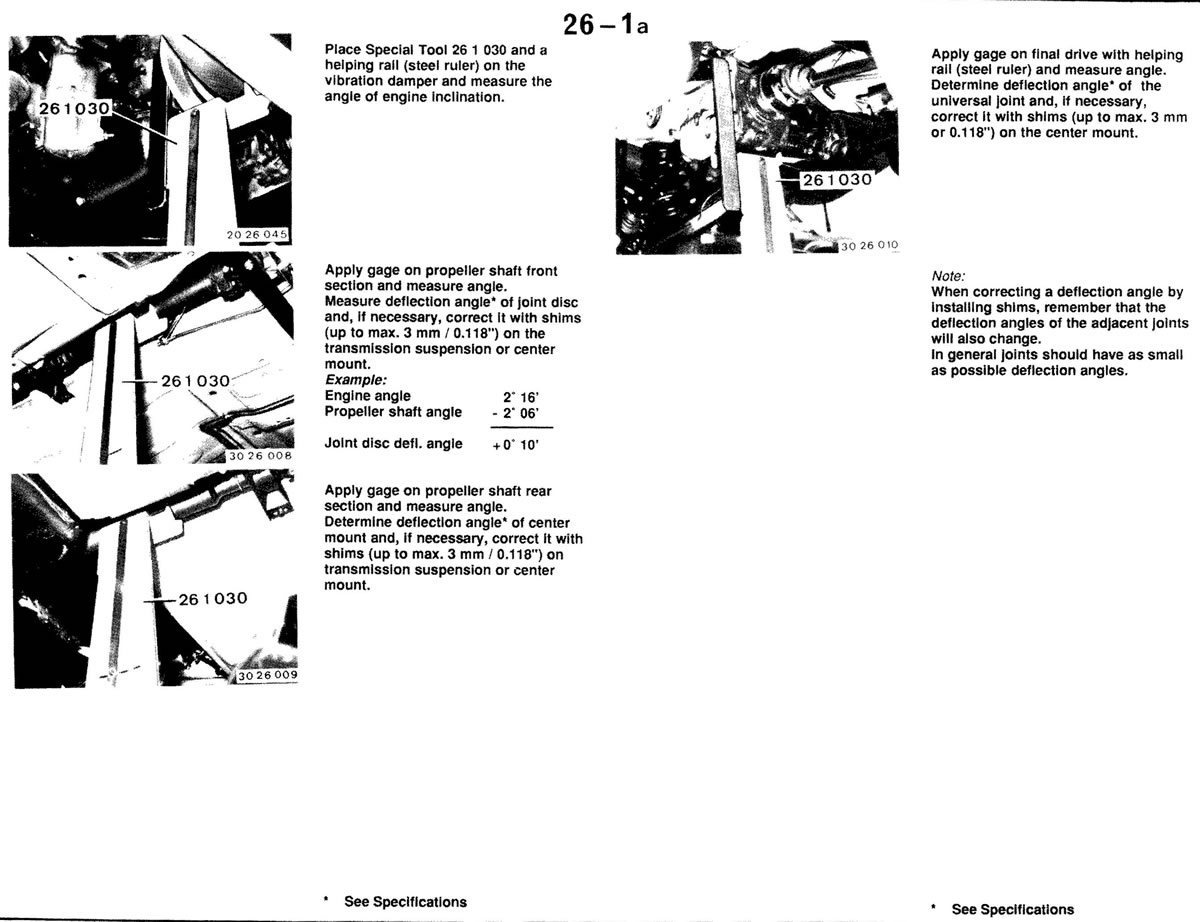 26-1a
261030
20 26 045
Place Special Tool 26 1 030 and a
helping rail (steel ruler) on the
vibration damper and measure the
angle of engine inclination.
261030
30 26 008
Apply gage on propeller shaft front
section and measure angle.
Measure deflection angle* of joint disc
and, if necessary, correct it with shims
(up to max. 3 mm / 0.118") on the
transmission suspension or center
mount.
Example:
Engine angle 2° 16'
Propeller shaft angle - 2° 06'
Joint disc defl. angle +0° 10'
261030
30 26 009
Apply gage on propeller shaft rear
section and measure angle.
Determine deflection angle* of center
mount and, if necessary, correct it with
shims (up to max. 3 mm / 0.118") on
transmission suspension or center
mount.
* See Specifications
261030
30 26 010
Apply gage on final drive with helping
rail (steel ruler) and measure angle.
Determine deflection angle* of the
universal joint and, if necessary,
correct it with shims (up to max. 3 mm
or 0.118") on the center mount.
Note:
When correcting a deflection angle by
installing shims, remember that the
deflection angles of the adjacent joints
will also change.
In general joints should have as small
as possible deflection angles.
* See Specifications